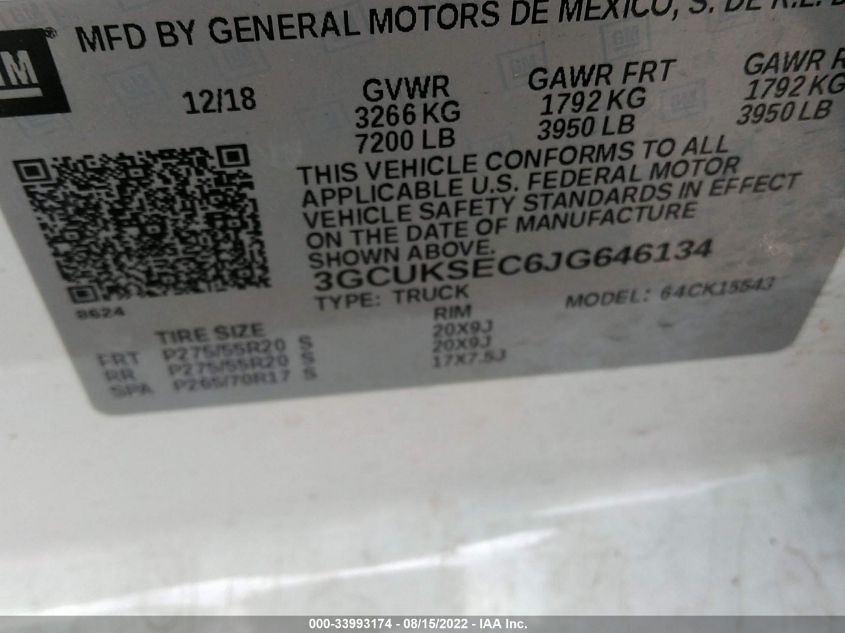 GM ®
MFD BY GENERAL MOTORS DE MEXICO, S. DE R.L.
12/18
GVWR
3266 KG
7200 LB
GAWR FRT
1792 KG
3950 LB
GAWR R
1792 KG
3950 LB
THIS VEHICLE CONFORMS TO ALL
APPLICABLE U.S. FEDERAL MOTOR
VEHICLE SAFETY STANDARDS IN EFFECT
ON THE DATE OF MANUFACTURE
SHOWN ABOVE.
3GCUKSEC6JG646134
TYPE: TRUCK
MODEL: 64CK15543
8624
TIRE SIZE
RIM
FRT P275/55R20 S 20X9J
RR P275/55R20 S 20X9J
SPA P265/70R17 S 17X7.5J
000-33993174 - 08/15/2022 - IAA Inc.